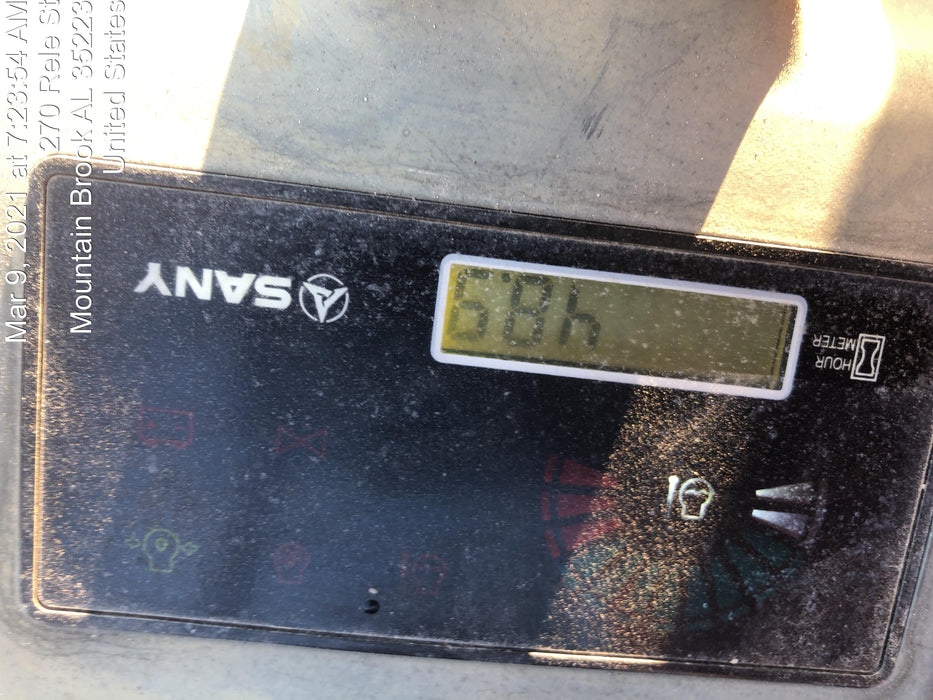 Mar 9, 2021 at 7:23:54 AM
270 Rele St
Mountain Brook AL 35223
United States
HOUR
METER
SANY